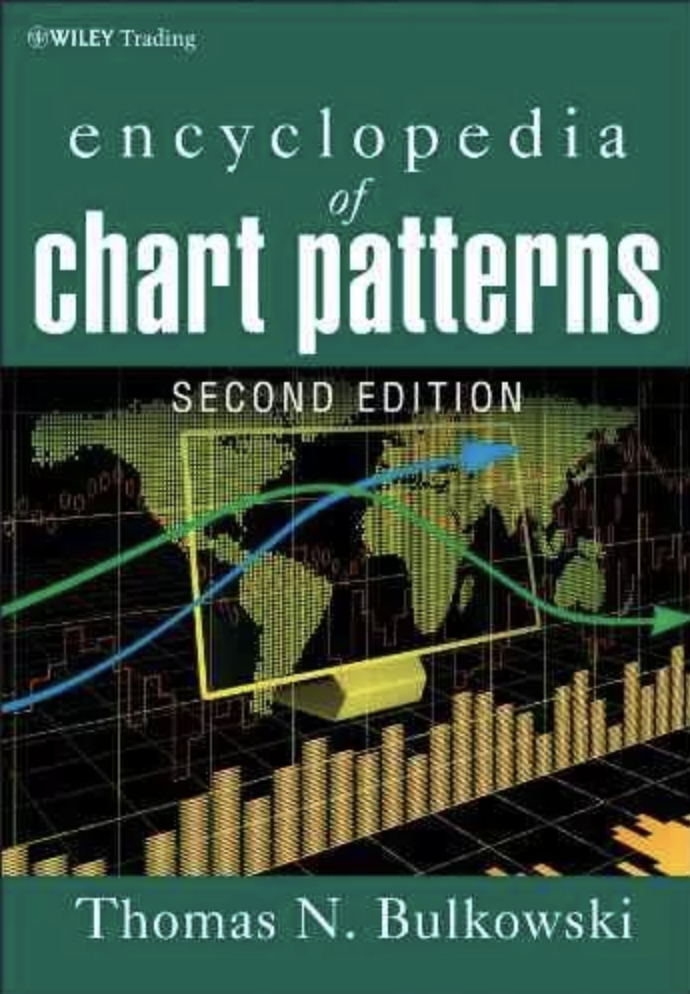 WILEY Trading
encyclopedia
of
chart patterns
SECOND EDITION
Thomas N. Bulkowski